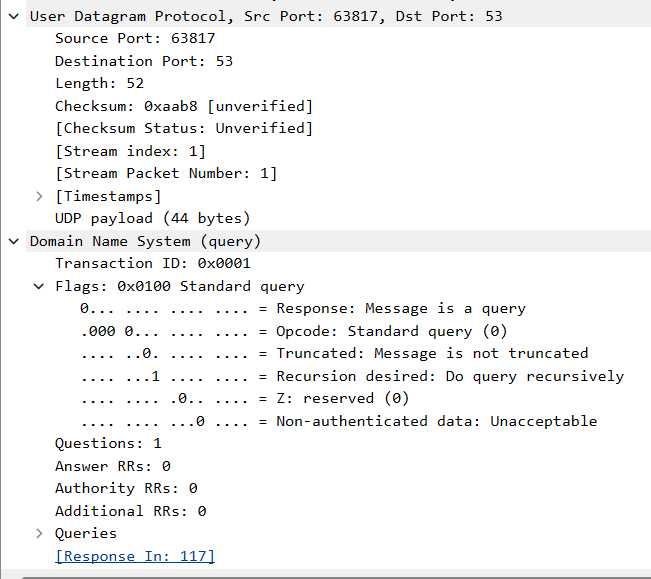 User Datagram Protocol, Src Port: 63817, Dst Port: 53
Source Port: 63817
Destination Port: 53
Length: 52
Checksum: 0xaab8 [unverified]
[Checksum Status: Unverified]
[Stream index: 1]
[Stream Packet Number: 1]
[Timestamps]
UDP payload (44 bytes)
Domain Name System (query)
Transaction ID: 0x0001
Flags: 0x0100 Standard query
0... .... .... .... = Response: Message is a query
.000 0... .... .... = Opcode: Standard query (0)
.... ..0. .... .... = Truncated: Message is not truncated
.... ...1 .... .... = Recursion desired: Do query recursively
.... .... .0.. .... = Z: reserved (0)
.... .... ...0 .... = Non-authenticated data: Unacceptable
Questions: 1
Answer RRs: 0
Authority RRs: 0
Additional RRs: 0
Queries
[Response In: 117]